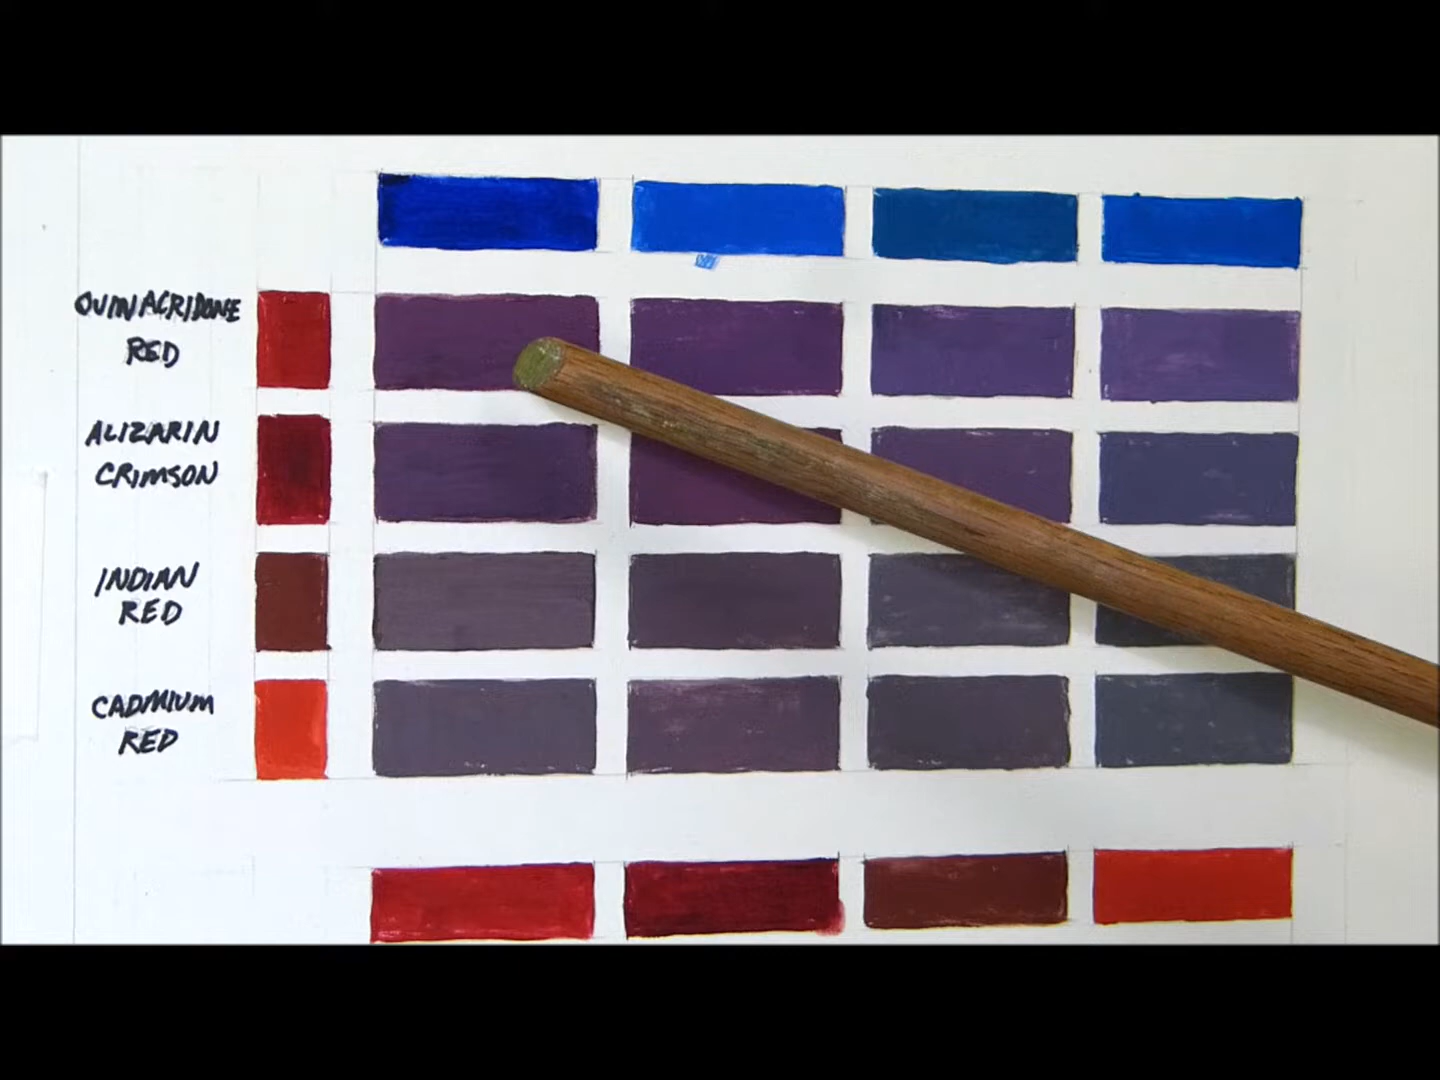 QUINACRIDONE
RED
ALIZARIN
CRIMSON
INDIAN
RED
CADMIUM
RED